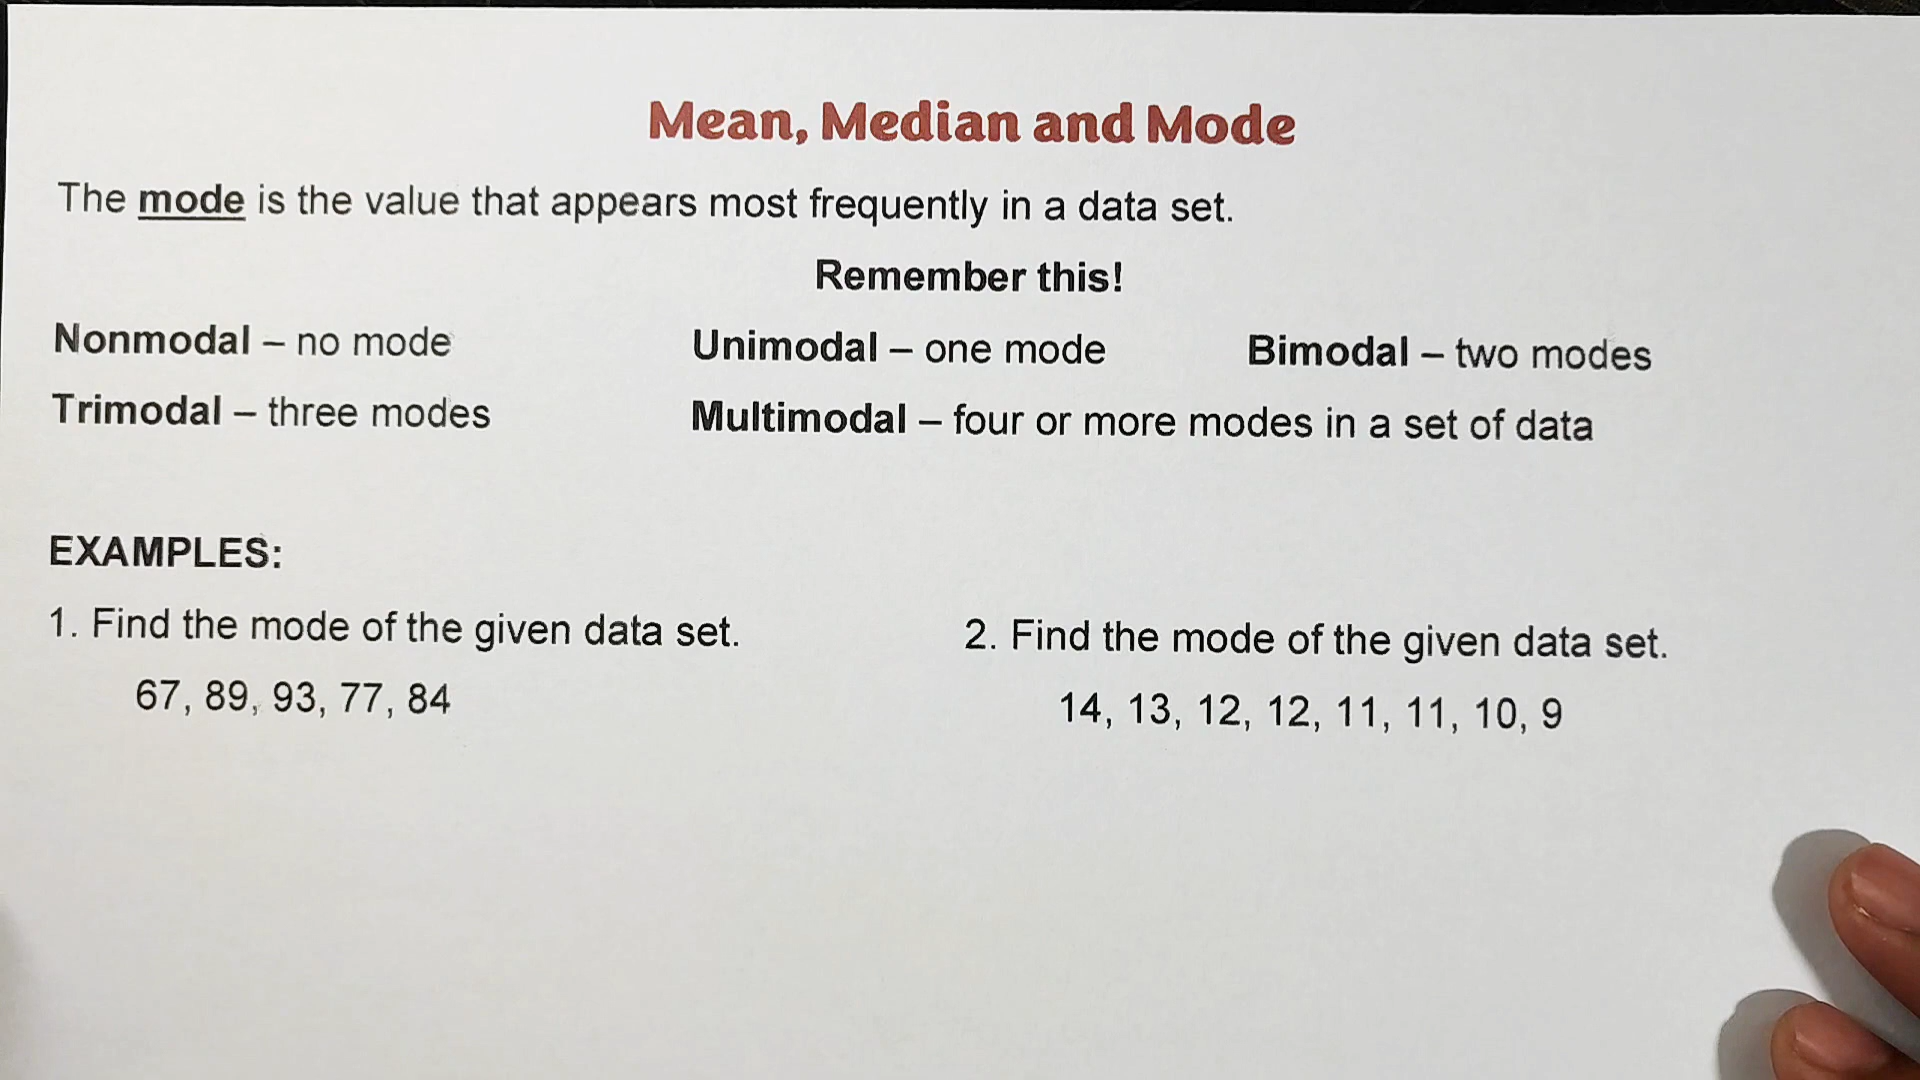 Mean, Median and Mode
The mode is the value that appears most frequently in a data set.
Remember this!
Nonmodal – no mode Unimodal – one mode Bimodal – two modes
Trimodal – three modes Multimodal – four or more modes in a set of data
EXAMPLES:
1. Find the mode of the given data set. 2. Find the mode of the given data set.
67, 89, 93, 77, 84 14, 13, 12, 12, 11, 11, 10, 9